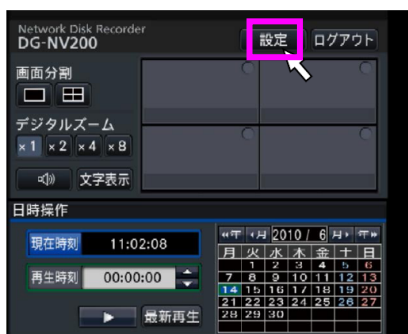 Network Disk Recorder
DG-NV200
設定 ログアウト
画面分割
デジタルズーム
×1 ×2 ×4 ×8
文字表示
日時操作
現在時刻 11:02:08
再生時刻 00:00:00
最新再生
«年 ‹月 2010 / 6 月› 年»
月 火 水 木 金 土 日
1 2 3 4 5 6
7 8 9 10 11 12 13
14 15 16 17 18 19 20
21 22 23 24 25 26 27
28 29 30